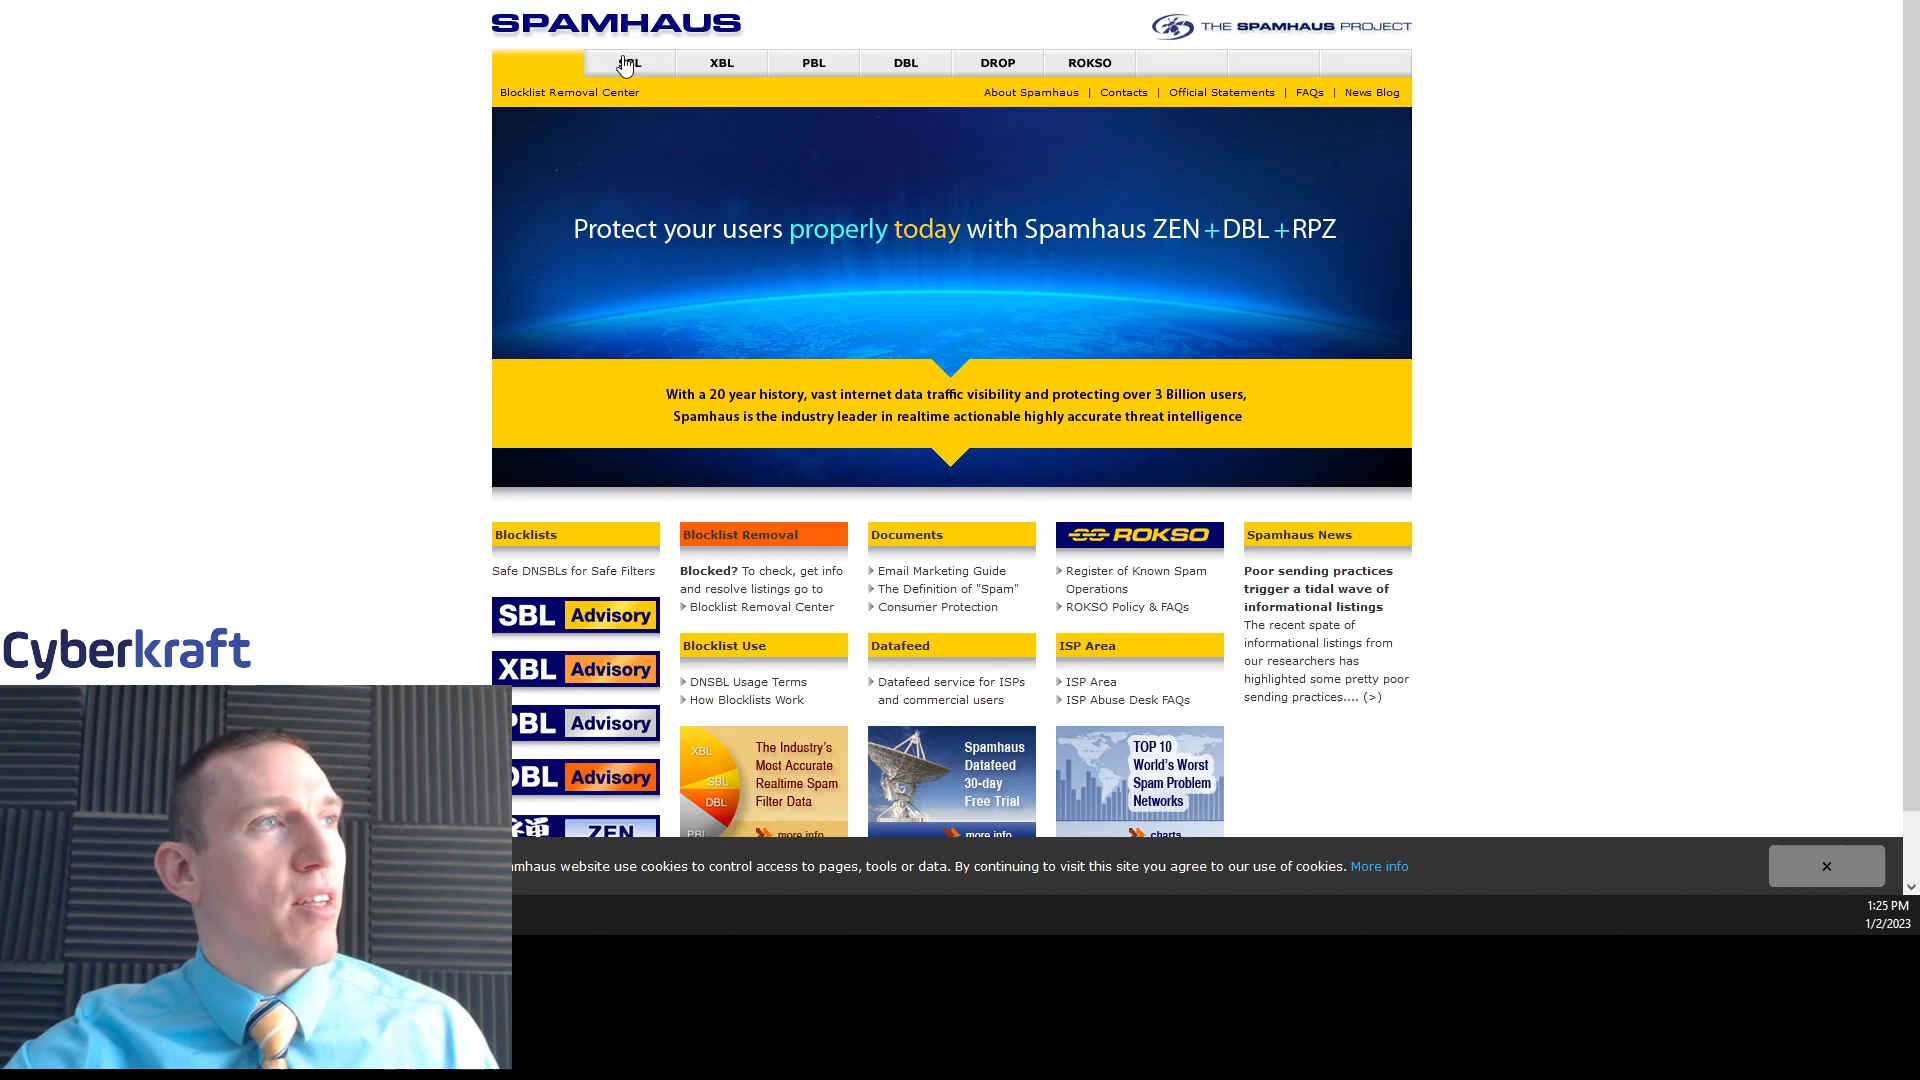 SPAMHAUS
THE SPAMHAUS PROJECT
XBL
PBL
DBL
DROP
ROKSO
Blocklist Removal Center
About Spamhaus | Contacts | Official Statements | FAQs | News Blog
Protect your users properly today with Spamhaus ZEN+DBL+RPZ
With a 20 year history, vast internet data traffic visibility and protecting over 3 Billion users,
Spamhaus is the industry leader in realtime actionable highly accurate threat intelligence
Blocklists
Safe DNSBLs for Safe Filters
SBL Advisory
XBL Advisory
PBL Advisory
DBL Advisory
ZEN
Blocklist Removal
Blocked? To check, get info
and resolve listings go to
Blocklist Removal Center
Blocklist Use
DNSBL Usage Terms
How Blocklists Work
XBL
SBL
DBL
PBL
The Industry's
Most Accurate
Realtime Spam
Filter Data
more info
Documents
Email Marketing Guide
The Definition of "Spam"
Consumer Protection
Datafeed
Datafeed service for ISPs
and commercial users
Spamhaus
Datafeed
30-day
Free Trial
more info
ROKSO
Register of Known Spam
Operations
ROKSO Policy & FAQs
ISP Area
ISP Area
ISP Abuse Desk FAQs
TOP 10
World's Worst
Spam Problem
Networks
charts
Spamhaus News
Poor sending practices
trigger a tidal wave of
informational listings
The recent spate of
informational listings from
our researchers has
highlighted some pretty poor
sending practices.... (>)
Cyberkraft
amhaus website use cookies to control access to pages, tools or data. By continuing to visit this site you agree to our use of cookies. More info
×
1:25 PM
1/2/2023